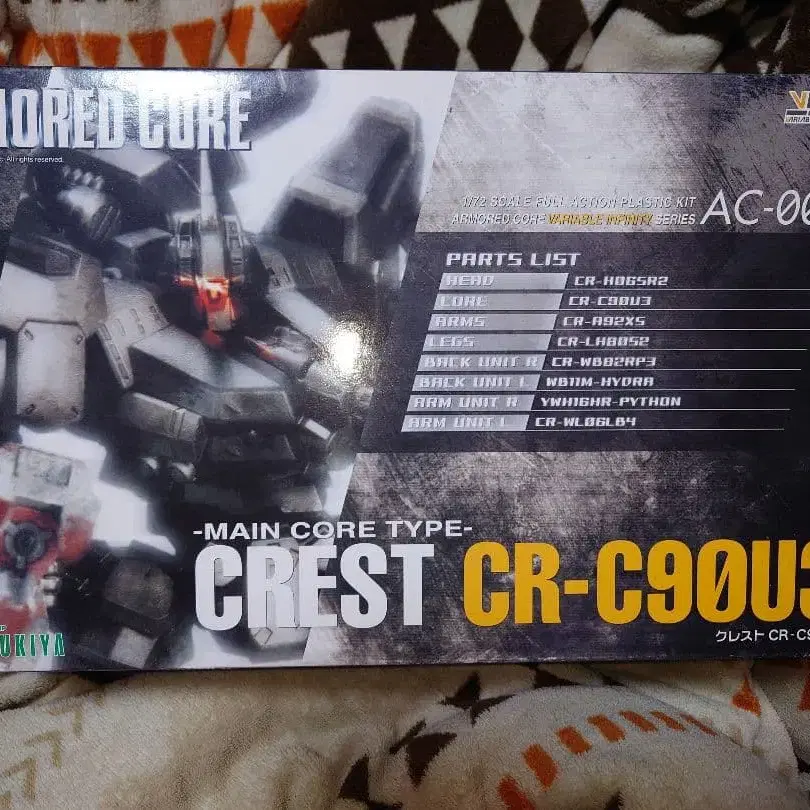 MORED CORE
All rights reserved.
1/72 SCALE FULL ACTION PLASTIC KIT
ARMORED CORE VARIABLE INFINITY SERIES
AC-00
PARTS LIST
HEAD CR-H06SR2
CORE CR-C90U3
ARMS CR-A92XS
LEGS CR-LH80S2
BACK UNIT R CR-WB82RP3
BACK UNIT L WB11M-HYDRA
ARM UNIT R YWH16HR-PYTHON
ARM UNIT L CR-WL06LB4
-MAIN CORE TYPE-
CREST CR-C90U3
クレスト CR-C9
UKIYA